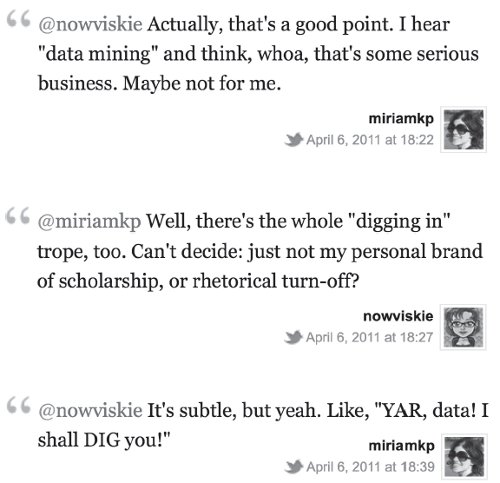 “ @nowviskie Actually, that's a good point. I hear
"data mining" and think, whoa, that's some serious
business. Maybe not for me.
miriamkp
April 6, 2011 at 18:22
“ @miriamkp Well, there's the whole "digging in"
trope, too. Can't decide: just not my personal brand
of scholarship, or rhetorical turn-off?
nowviskie
April 6, 2011 at 18:27
“ @nowviskie It's subtle, but yeah. Like, "YAR, data! I
shall DIG you!"
miriamkp
April 6, 2011 at 18:39